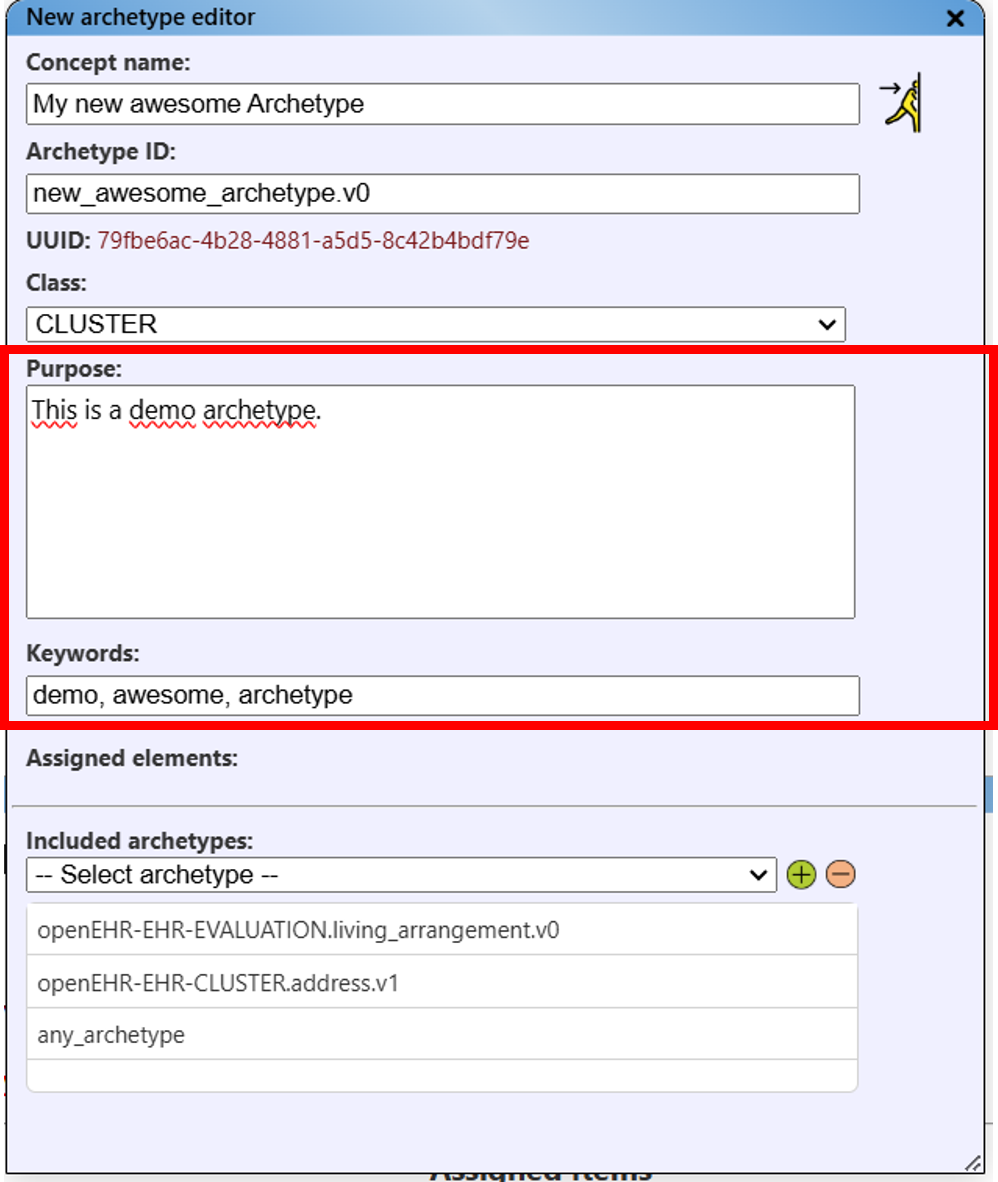 New archetype editor
Concept name:
My new awesome Archetype
Archetype ID:
new_awesome_archetype.v0
UUID: 79fbe6ac-4b28-4881-a5d5-8c42b4bdf79e
Class:
CLUSTER
Purpose:
This is a demo archetype.
Keywords:
demo, awesome, archetype
Assigned elements:
Included archetypes:
-- Select archetype --
openEHR-EHR-EVALUATION.living_arrangement.v0
openEHR-EHR-CLUSTER.address.v1
any_archetype
Assigned items